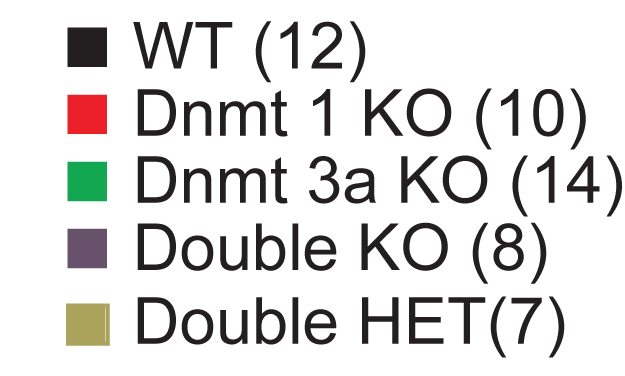 WT (12)
Dnmt 1 KO (10)
Dnmt 3a KO (14)
Double KO (8)
Double HET(7)